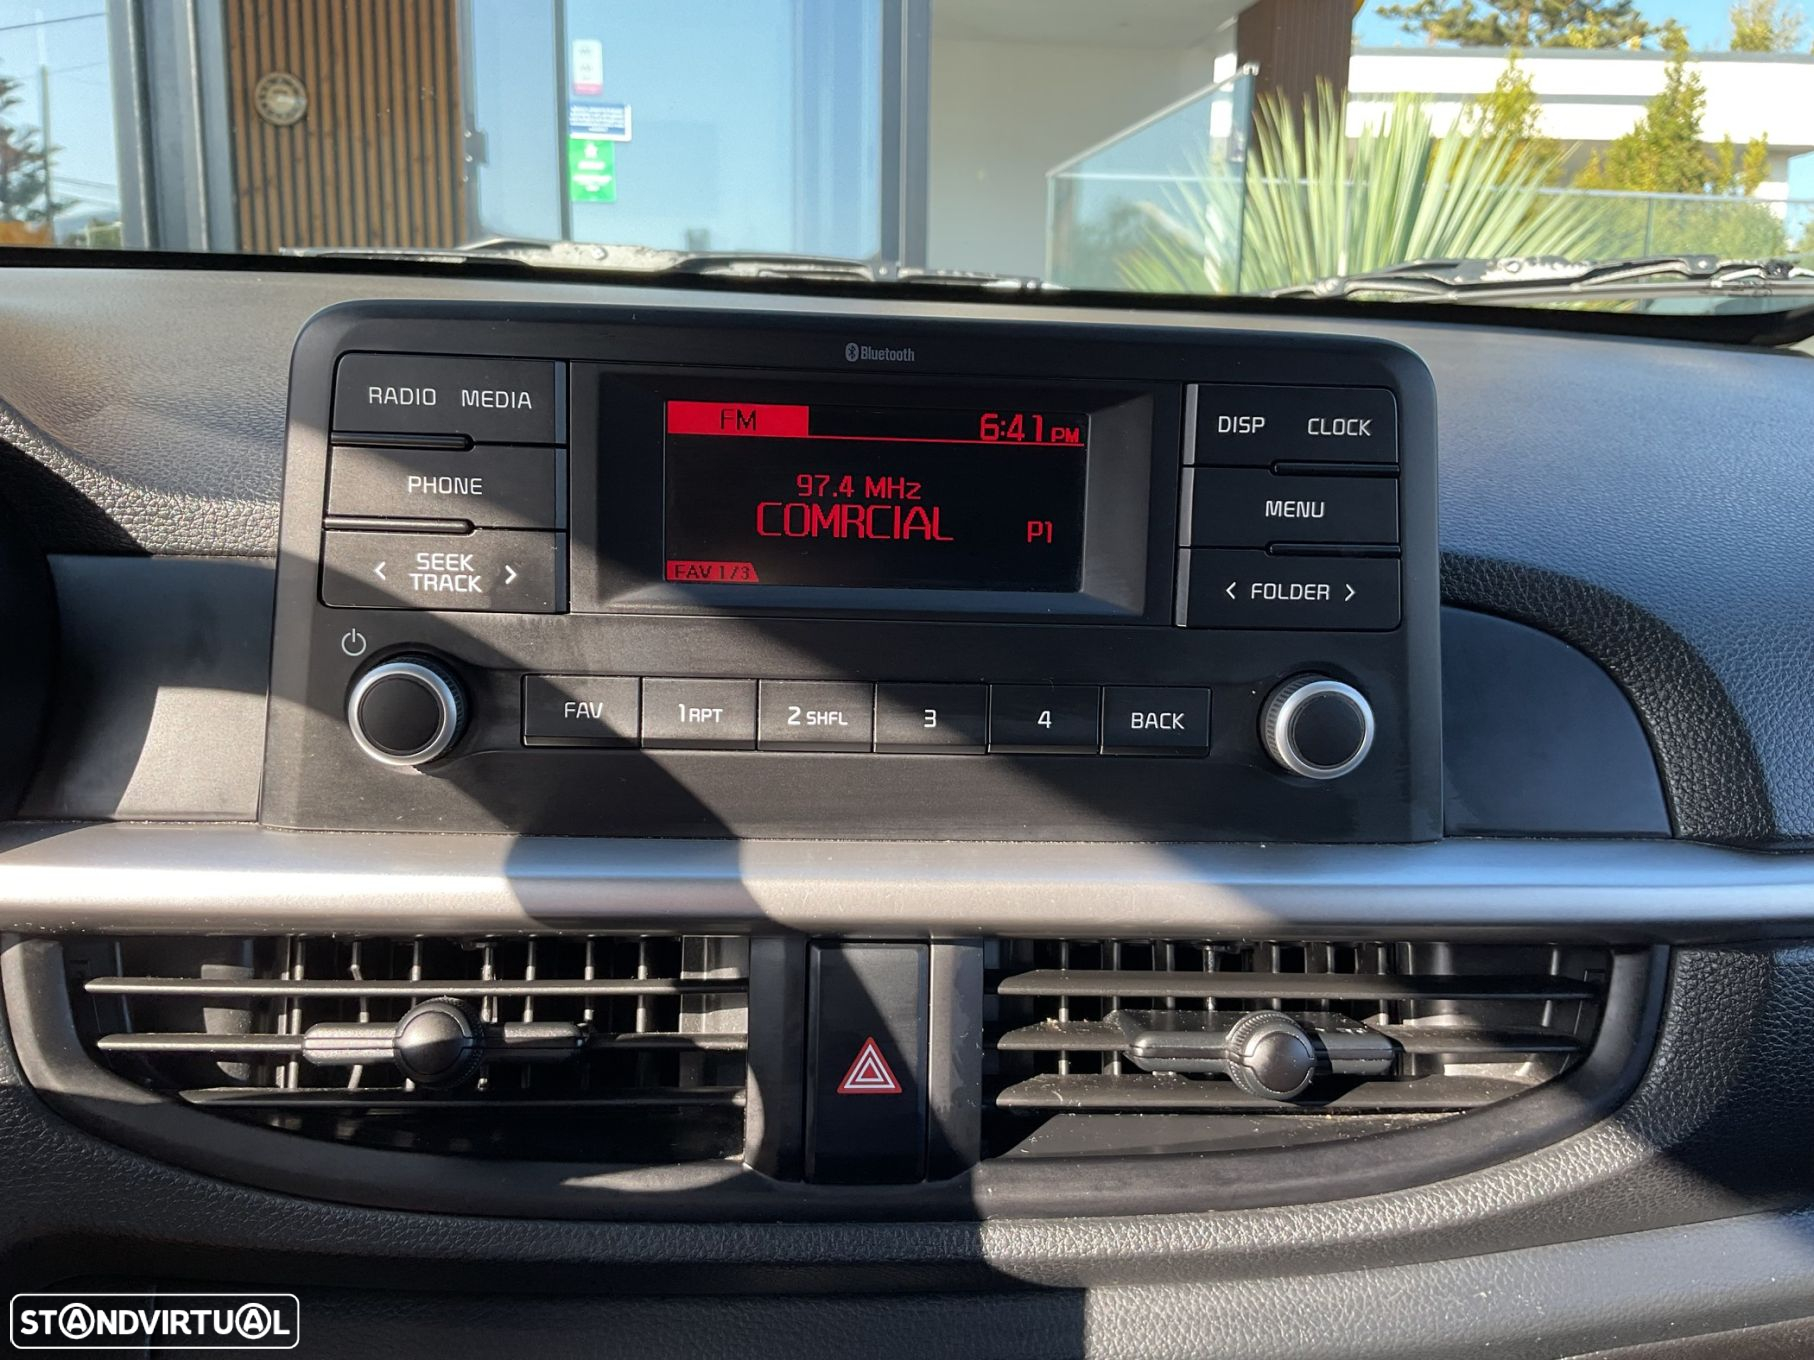 Bluetooth
RADIO MEDIA
FM 6:41 PM
DISP CLOCK
PHONE
97.4 MHz
COMRCIAL P1
MENU
< SEEK TRACK >
FAV 1/3
< FOLDER >
FAV 1 RPT 2 SHFL 3 4 BACK
STANDVIRTUAL